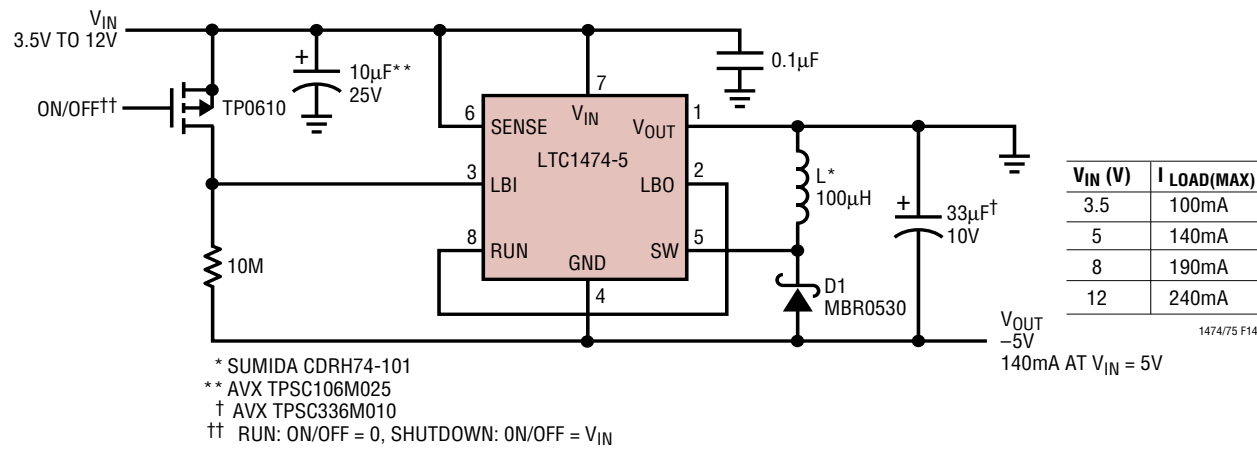 VIN
3.5V TO 12V
ON/OFF††
TP0610
+
10µF**
25V
0.1µF
7
6
SENSE
VIN
VOUT
1
LTC1474-5
3
LBI
LBO
2
8
RUN
GND
SW
5
4
10M
L*
100µH
+
33µF†
10V
D1
MBR0530
VOUT
–5V
140mA AT VIN = 5V
VIN (V) I LOAD(MAX)
3.5 100mA
5 140mA
8 190mA
12 240mA
1474/75 F14
* SUMIDA CDRH74-101
** AVX TPSC106M025
† AVX TPSC336M010
†† RUN: ON/OFF = 0, SHUTDOWN: 0N/OFF = VIN